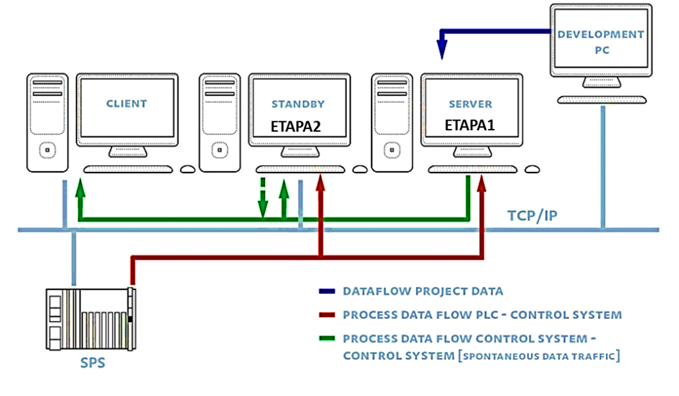 DEVELOPMENT
PC
CLIENT
STANDBY
ETAPA2
SERVER
ETAPA1
TCP/IP
SPS
DATAFLOW PROJECT DATA
PROCESS DATA FLOW PLC - CONTROL SYSTEM
PROCESS DATA FLOW CONTROL SYSTEM -
CONTROL SYSTEM [SPONTANEOUS DATA TRAFFIC]